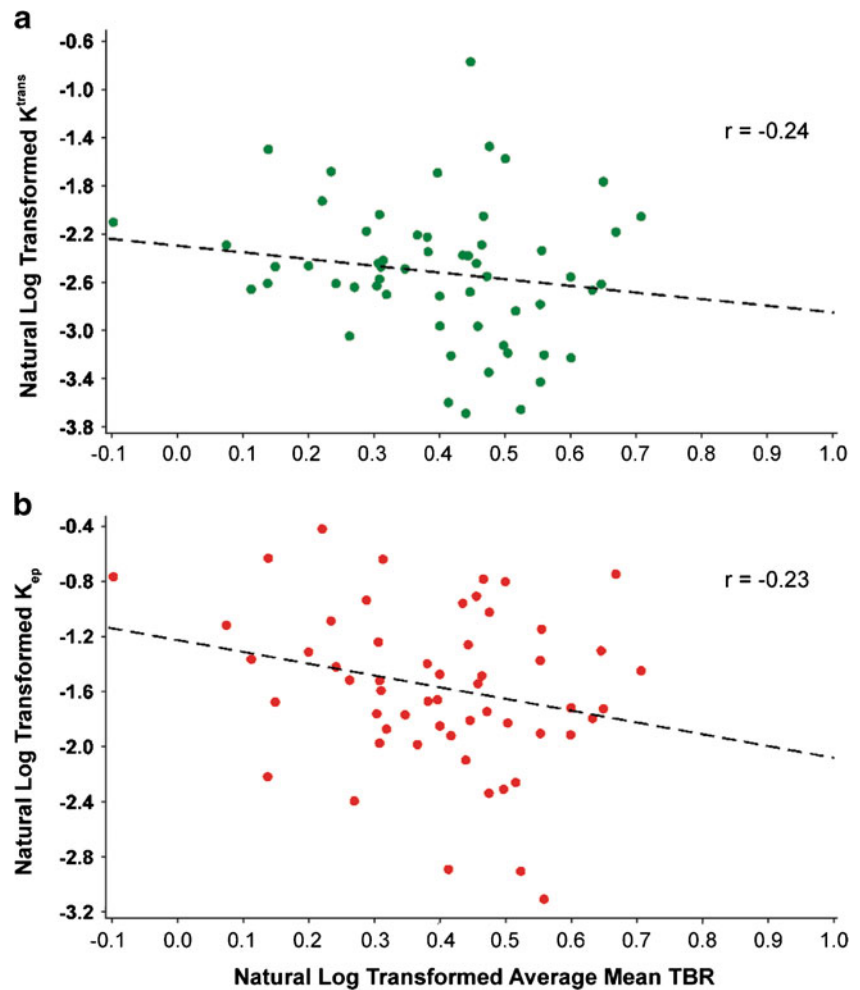 a
Natural Log Transformed K^trans
-0.6
-1.0
-1.4
-1.8
-2.2
-2.6
-3.0
-3.4
-3.8
r = -0.24
-0.1 0.0 0.1 0.2 0.3 0.4 0.5 0.6 0.7 0.8 0.9 1.0
b
Natural Log Transformed K_ep
-0.4
-0.8
-1.2
-1.6
-2.0
-2.4
-2.8
-3.2
r = -0.23
-0.1 0.0 0.1 0.2 0.3 0.4 0.5 0.6 0.7 0.8 0.9 1.0
Natural Log Transformed Average Mean TBR